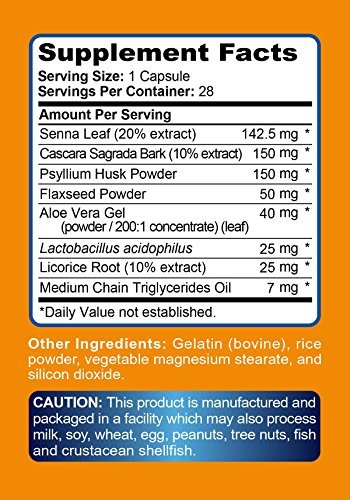 Supplement Facts
Serving Size: 1 Capsule
Servings Per Container: 28
Amount Per Serving
Senna Leaf (20% extract) 142.5 mg *
Cascara Sagrada Bark (10% extract) 150 mg *
Psyllium Husk Powder 150 mg *
Flaxseed Powder 50 mg *
Aloe Vera Gel 40 mg *
(powder / 200:1 concentrate) (leaf)
Lactobacillus acidophilus 25 mg *
Licorice Root (10% extract) 25 mg *
Medium Chain Triglycerides Oil 7 mg *
*Daily Value not established.
Other Ingredients: Gelatin (bovine), rice
powder, vegetable magnesium stearate, and
silicon dioxide.
CAUTION: This product is manufactured and
packaged in a facility which may also process
milk, soy, wheat, egg, peanuts, tree nuts, fish
and crustacean shellfish.